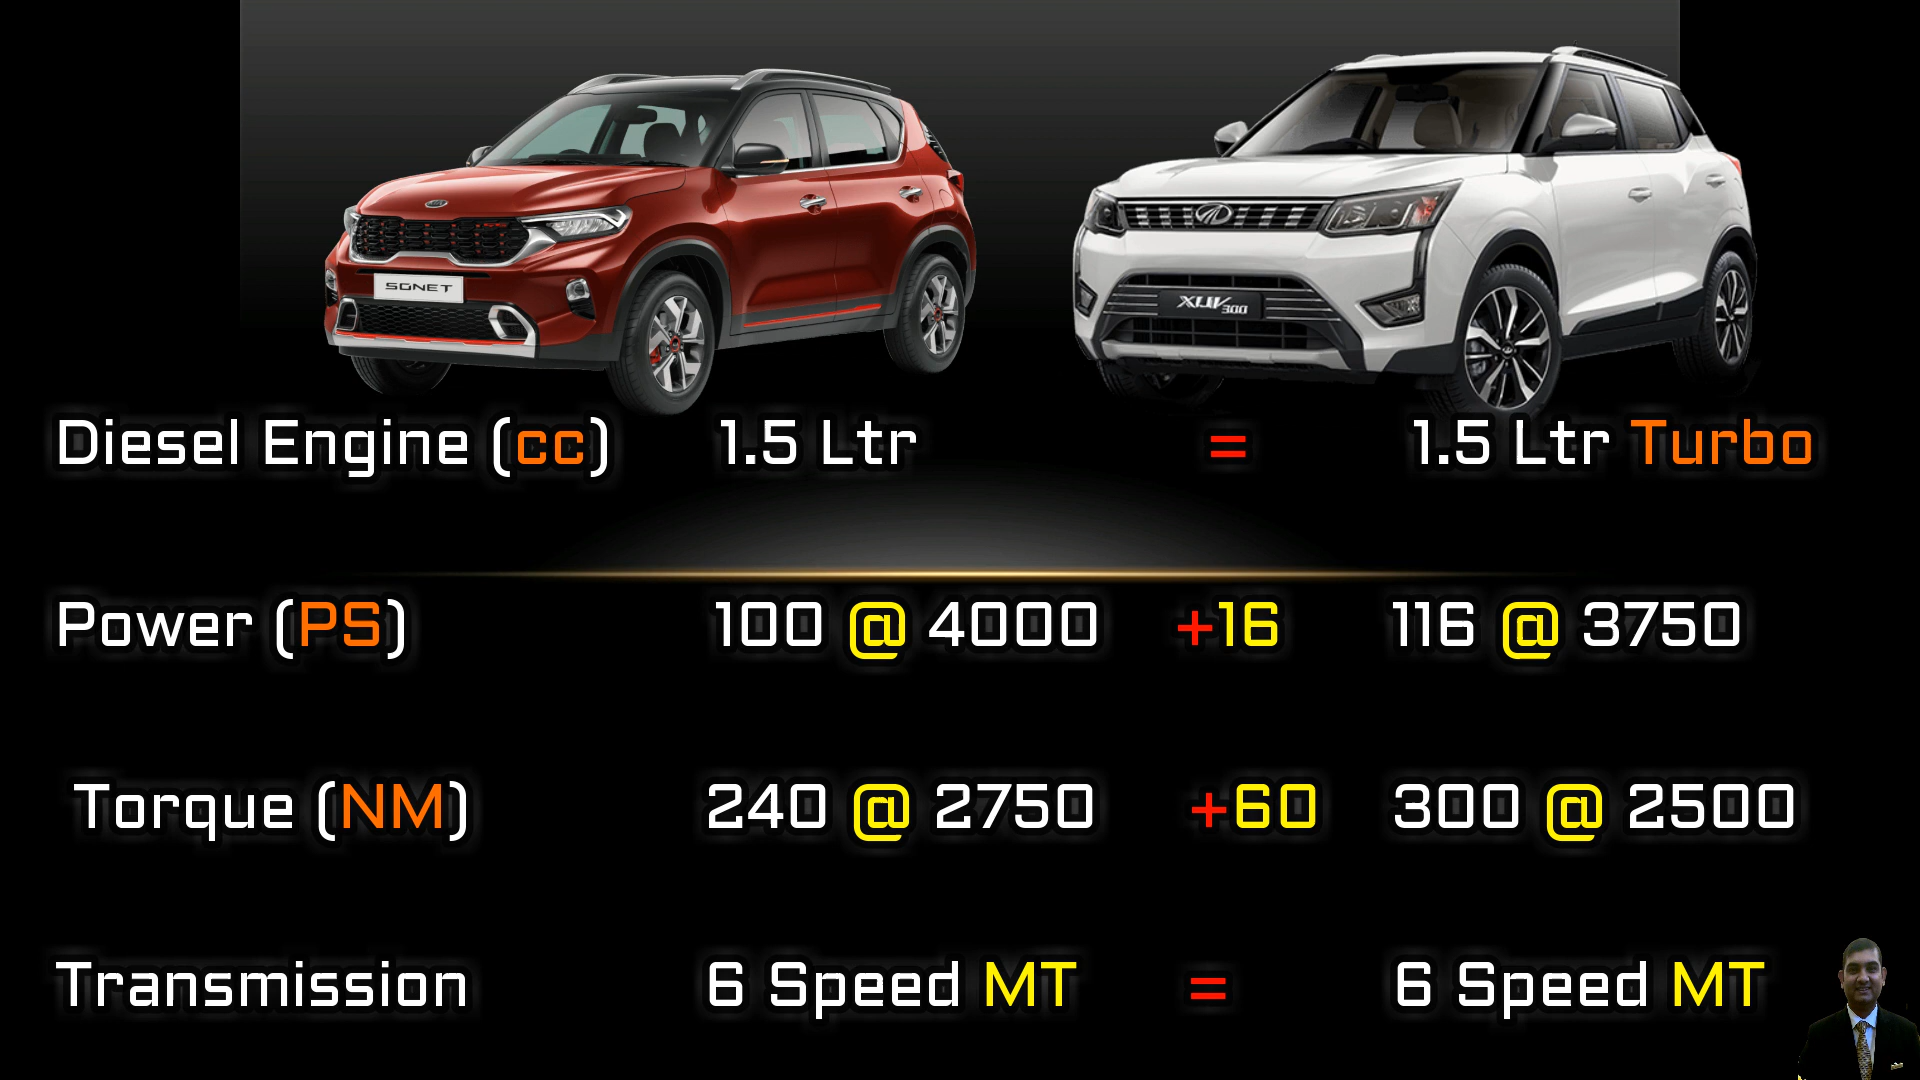 SONET
XUV300
Diesel Engine (cc) 1.5 Ltr = 1.5 Ltr Turbo
Power (PS) 100 @ 4000 +16 116 @ 3750
Torque (NM) 240 @ 2750 +60 300 @ 2500
Transmission 6 Speed MT = 6 Speed MT